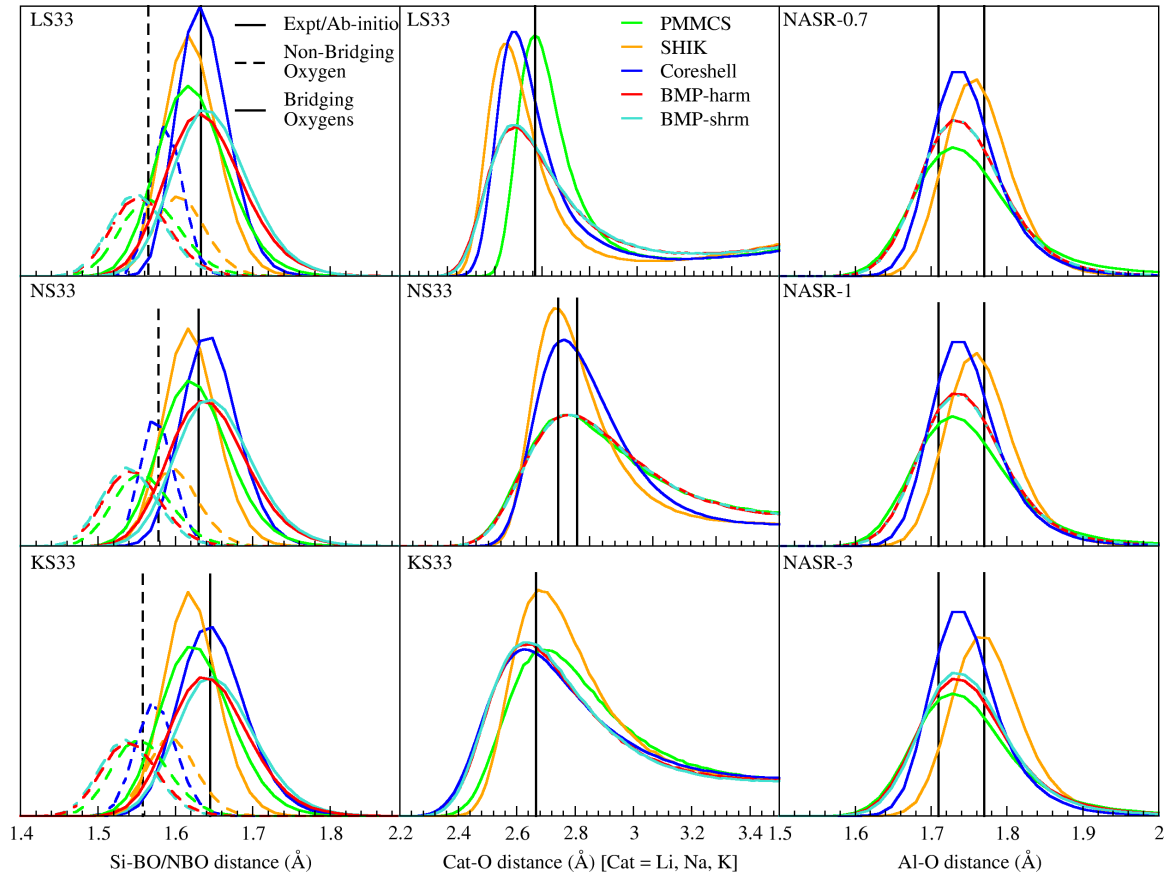 LS33
Expt/Ab-initio
Non-Bridging
Oxygen
Bridging
Oxygens
LS33
PMMCS
SHIK
Coreshell
BMP-harm
BMP-shrm
NASR-0.7
NS33
NS33
NASR-1
KS33
KS33
NASR-3
1.4 1.5 1.6 1.7 1.8 2.2 2.4 2.6 2.8 3 3.2 3.4 1.5 1.6 1.7 1.8 1.9 2
Si-BO/NBO distance (Å) Cat-O distance (Å) [Cat = Li, Na, K] Al-O distance (Å)